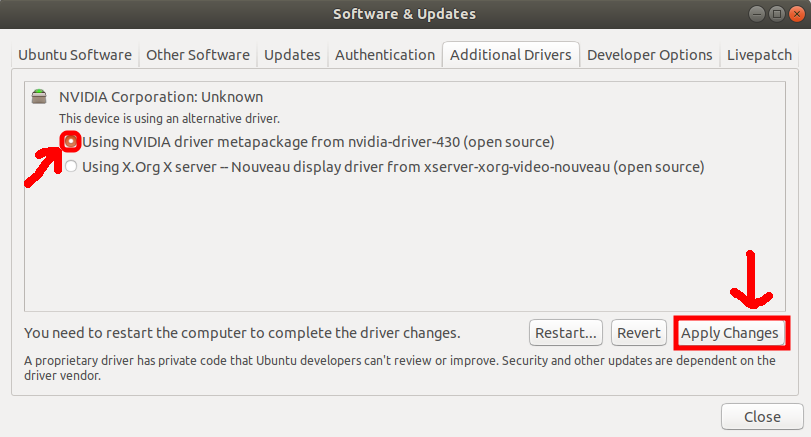 Software & Updates
Ubuntu Software Other Software Updates Authentication Additional Drivers Developer Options Livepatch
NVIDIA Corporation: Unknown
This device is using an alternative driver.
Using NVIDIA driver metapackage from nvidia-driver-430 (open source)
Using X.Org X server -- Nouveau display driver from xserver-xorg-video-nouveau (open source)
You need to restart the computer to complete the driver changes. Restart... Revert Apply Changes
A proprietary driver has private code that Ubuntu developers can't review or improve. Security and other updates are dependent on the
driver vendor.
Close